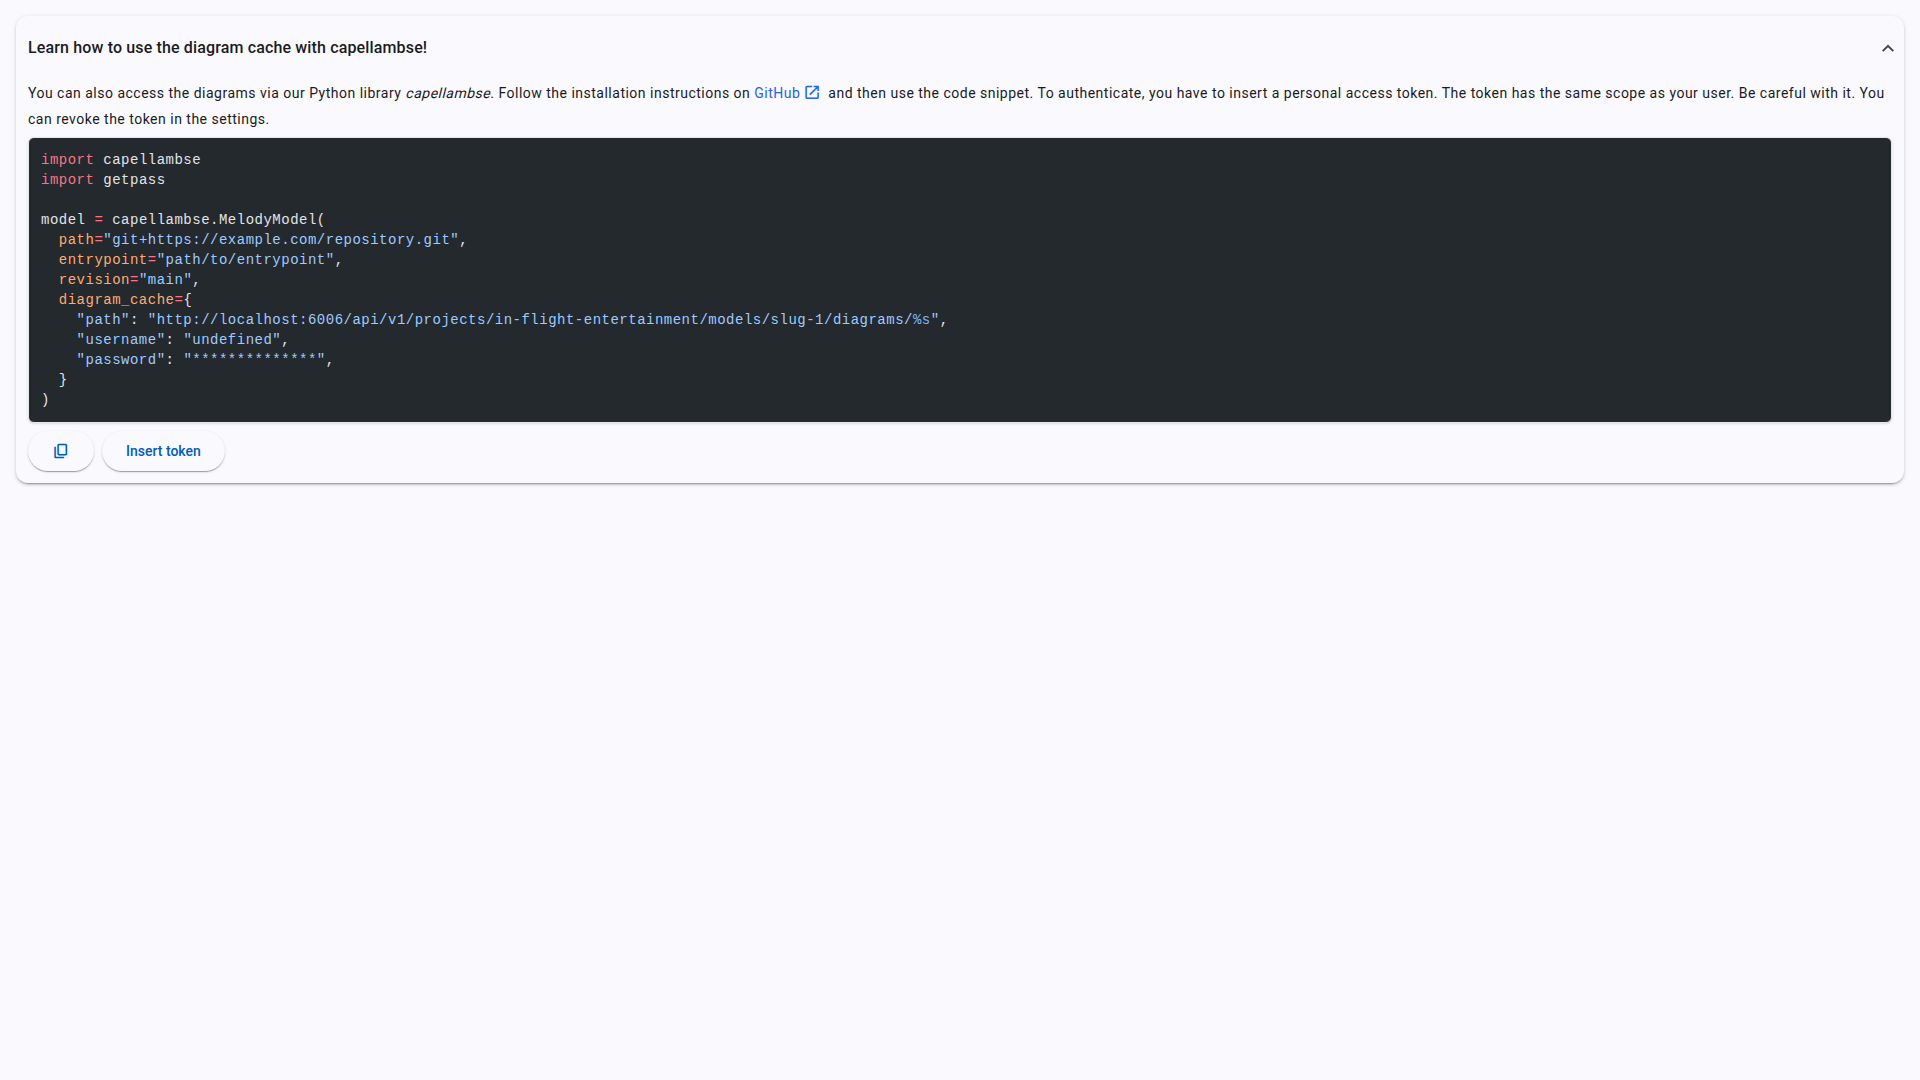 Learn how to use the diagram cache with capellambse!
You can also access the diagrams via our Python library capellambse. Follow the installation instructions on GitHub and then use the code snippet. To authenticate, you have to insert a personal access token. The token has the same scope as your user. Be careful with it. You
can revoke the token in the settings.
import capellambse
import getpass

model = capellambse.MelodyModel(
  path="git+https://example.com/repository.git",
  entrypoint="path/to/entrypoint",
  revision="main",
  diagram_cache={
    "path": "http://localhost:6006/api/v1/projects/in-flight-entertainment/models/slug-1/diagrams/%s",
    "username": "undefined",
    "password": "**************",
  }
)
Insert token